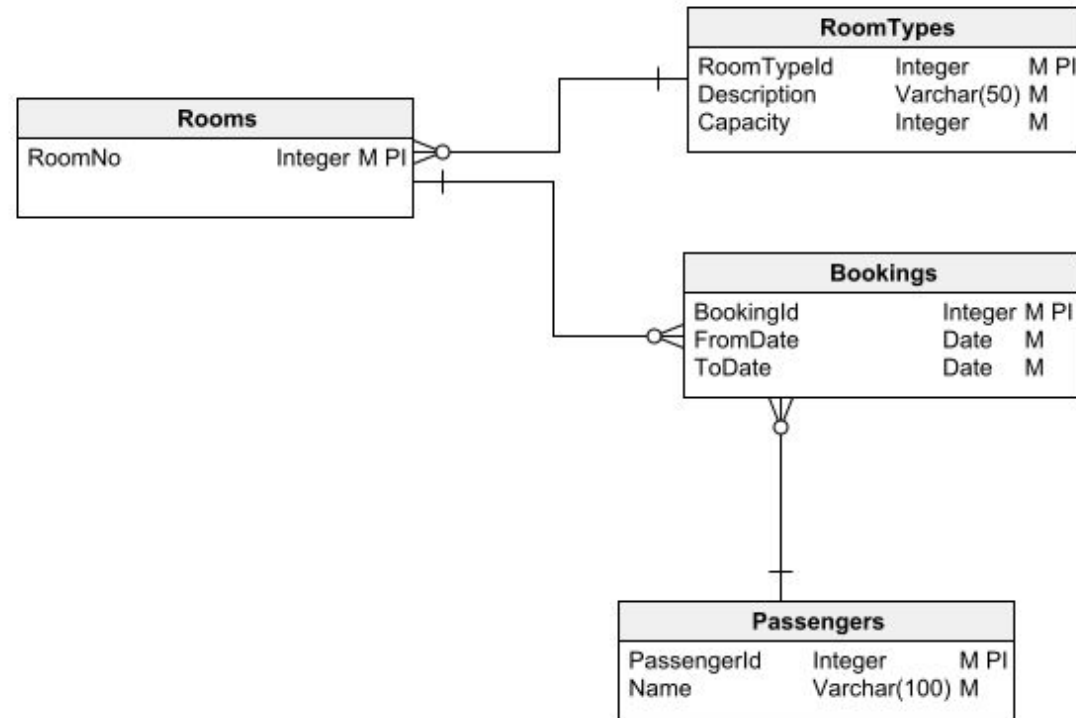 RoomTypes
RoomTypeId Integer M PI
Description Varchar(50) M
Capacity Integer M
Rooms
RoomNo Integer M PI
Bookings
BookingId Integer M PI
FromDate Date M
ToDate Date M
Passengers
PassengerId Integer M PI
Name Varchar(100) M